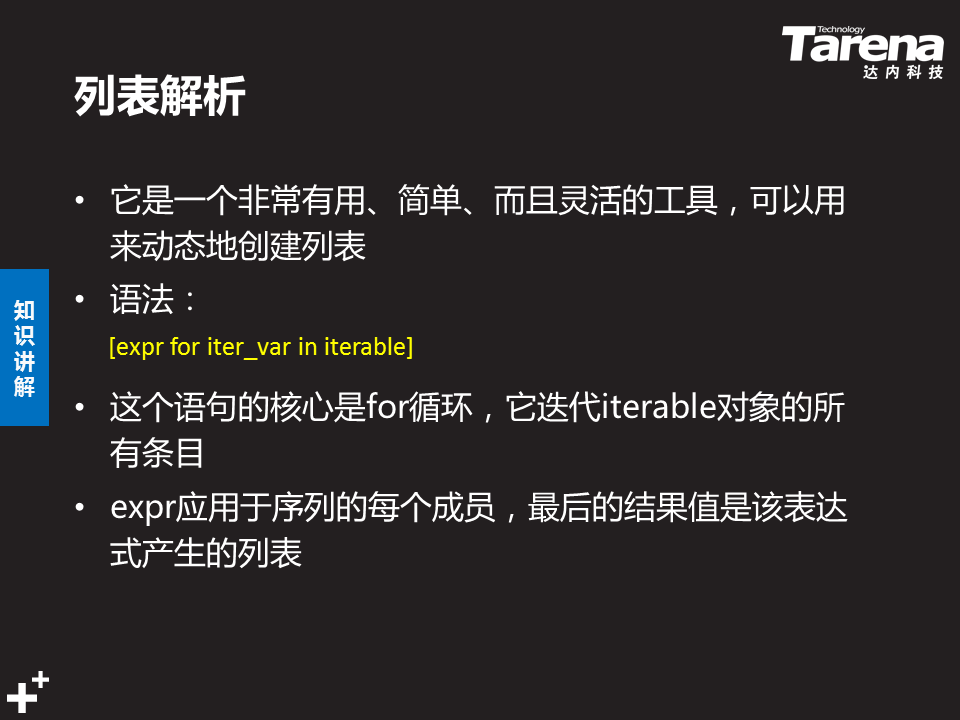 Technology
Tarena
达内科技
列表解析
• 它是一个非常有用、简单、而且灵活的工具，可以用
来动态地创建列表
• 语法：
[expr for iter_var in iterable]
• 这个语句的核心是for循环，它迭代iterable对象的所
有条目
• expr应用于序列的每个成员，最后的结果值是该表达
式产生的列表
知
识
讲
解